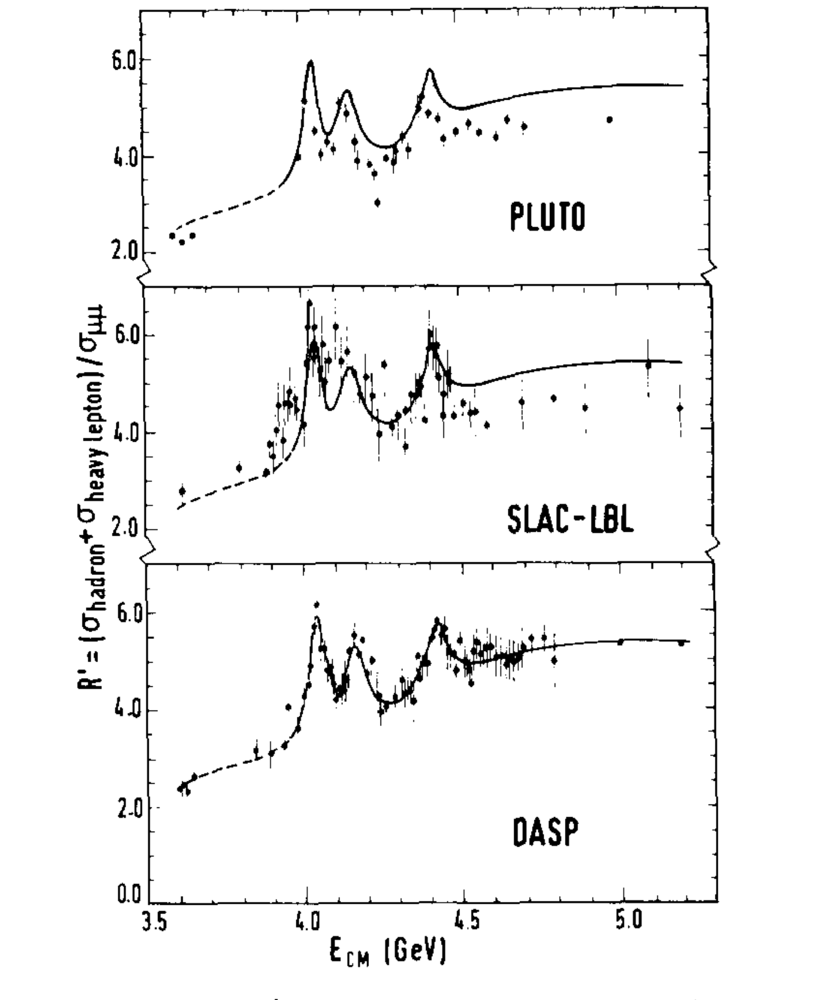 6.0
4.0
2.0
PLUTO
6.0
4.0
2.0
SLAC-LBL
R' = (σhadron + σheavy lepton) / σμμ
6.0
4.0
2.0
0.0
DASP
3.5 4.0 4.5 5.0
ECM (GeV)